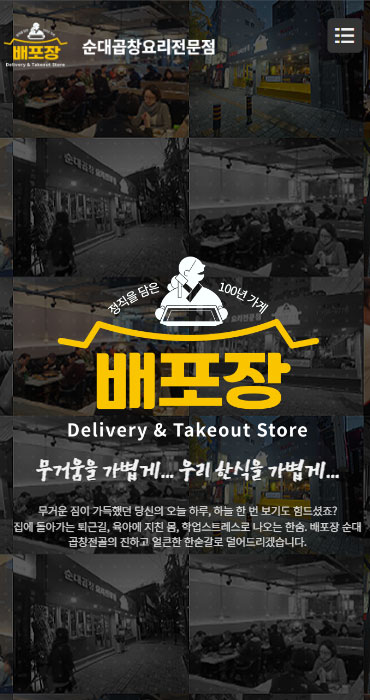 배포장
Delivery & Takeout Store
순대곱창요리전문점
정직을 담은 100년 가게
배포장
Delivery & Takeout Store
무거움을 가볍게... 우리 한식을 가볍게...
무거운 짐이 가득했던 당신의 오늘 하루, 하늘 한 번 보기도 힘드셨죠?
집에 돌아가는 퇴근길, 육아에 지친 몸, 학업스트레스로 나오는 한숨. 배포장 순대
곱창전골의 진하고 얼큰한 한숟갈로 덜어드리겠습니다.